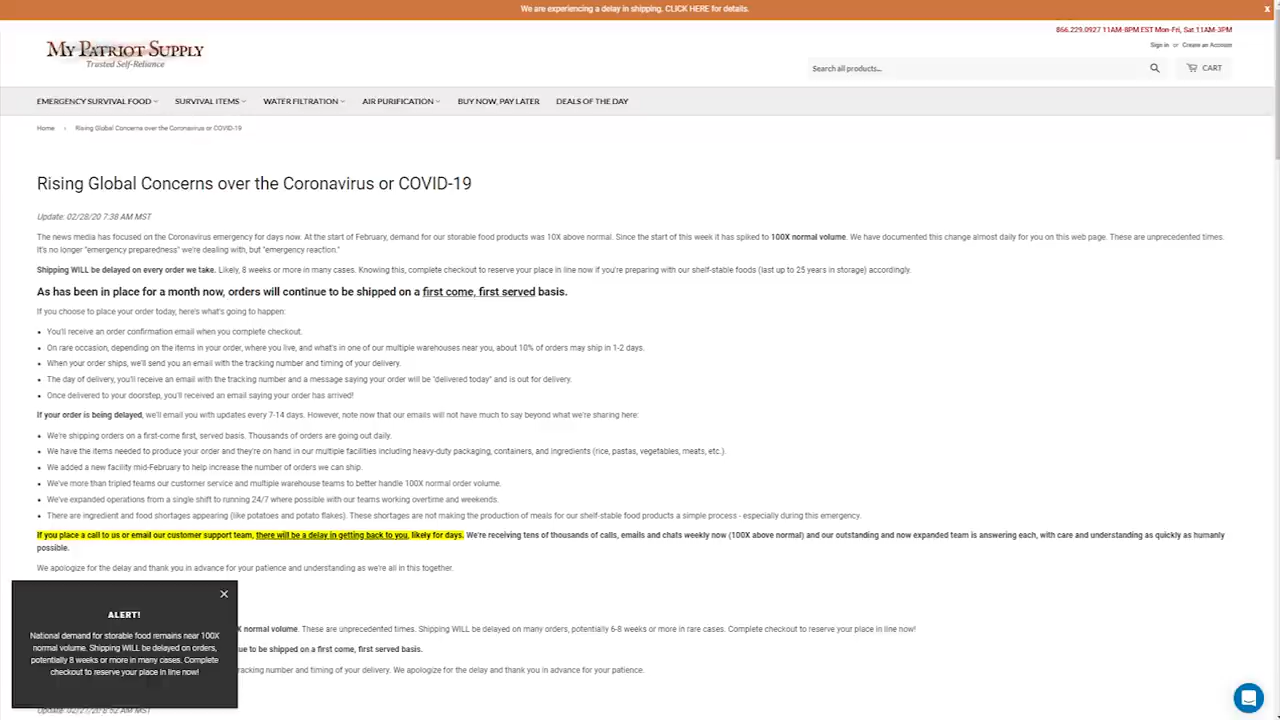 We are experiencing a delay in shipping. CLICK HERE for details.
X
866.229.0927 11AM-8PM EST Mon-Fri, Sat.11AM-3PM
Sign in or Create an Account
MY PATRIOT SUPPLY
Trusted Self-Reliance
Search all products...
CART
EMERGENCY SURVIVAL FOOD SURVIVAL ITEMS WATER FILTRATION AIR PURIFICATION BUY NOW, PAY LATER DEALS OF THE DAY
Home › Rising Global Concerns over the Coronavirus or COVID-19
Rising Global Concerns over the Coronavirus or COVID-19
Update: 02/28/20 7:38 AM MST
The news media has focused on the Coronavirus emergency for days now. At the start of February, demand for our storable food products was 10X above normal. Since the start of this week it has spiked to 100X normal volume. We have documented this change almost daily for you on this web page. These are unprecedented times.
It's no longer "emergency preparedness" we're dealing with, but "emergency reaction."
Shipping WILL be delayed on every order we take. Likely, 8 weeks or more in many cases. Knowing this, complete checkout to reserve your place in line now if you're preparing with our shelf-stable foods (last up to 25 years in storage) accordingly.
As has been in place for a month now, orders will continue to be shipped on a first come, first served basis.
If you choose to place your order today, here's what's going to happen:
• You'll receive an order confirmation email when you complete checkout.
• On rare occasion, depending on the items in your order, where you live, and what's in one of our multiple warehouses near you, about 10% of orders may ship in 1-2 days.
• When your order ships, we'll send you an email with the tracking number and timing of your delivery.
• The day of delivery, you'll receive an email with the tracking number and a message saying your order will be "delivered today" and is out for delivery.
• Once delivered to your doorstep, you'll received an email saying your order has arrived!
If your order is being delayed, we'll email you with updates every 7-14 days. However, note now that our emails will not have much to say beyond what we're sharing here:
• We're shipping orders on a first-come first, served basis. Thousands of orders are going out daily.
• We have the items needed to produce your order and they're on hand in our multiple facilities including heavy-duty packaging, containers, and ingredients (rice, pastas, vegetables, meats, etc.).
• We added a new facility mid-February to help increase the number of orders we can ship.
• We've more than tripled teams our customer service and multiple warehouse teams to better handle 100X normal order volume.
• We've expanded operations from a single shift to running 24/7 where possible with our teams working overtime and weekends.
• There are ingredient and food shortages appearing (like potatoes and potato flakes). These shortages are not making the production of meals for our shelf-stable food products a simple process - especially during this emergency.
If you place a call to us or email our customer support team, there will be a delay in getting back to you, likely for days. We're receiving tens of thousands of calls, emails and chats weekly now (100X above normal) and our outstanding and now expanded team is answering each, with care and understanding as quickly as humanly
possible.
We apologize for the delay and thank you in advance for your patience and understanding as we're all in this together.
X normal volume. These are unprecedented times. Shipping WILL be delayed on many orders, potentially 6-8 weeks or more in rare cases. Complete checkout to reserve your place in line now!
ue to be shipped on a first come, first served basis.
racking number and timing of your delivery. We apologize for the delay and thank you in advance for your patience.
ALERT!
National demand for storable food remains near 100X
normal volume. Shipping WILL be delayed on orders,
potentially 8 weeks or more in many cases. Complete
checkout to reserve your place in line now!
Update: 02/27/20 8:52 AM MST